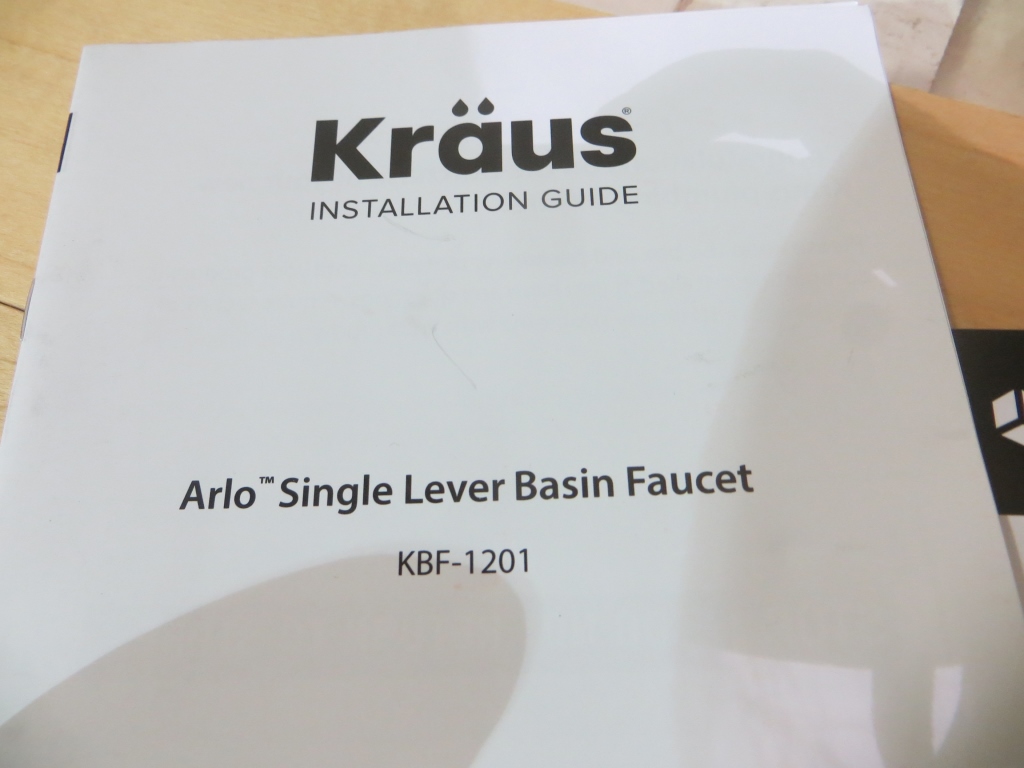 Kräus®
INSTALLATION GUIDE
Arlo™ Single Lever Basin Faucet
KBF-1201